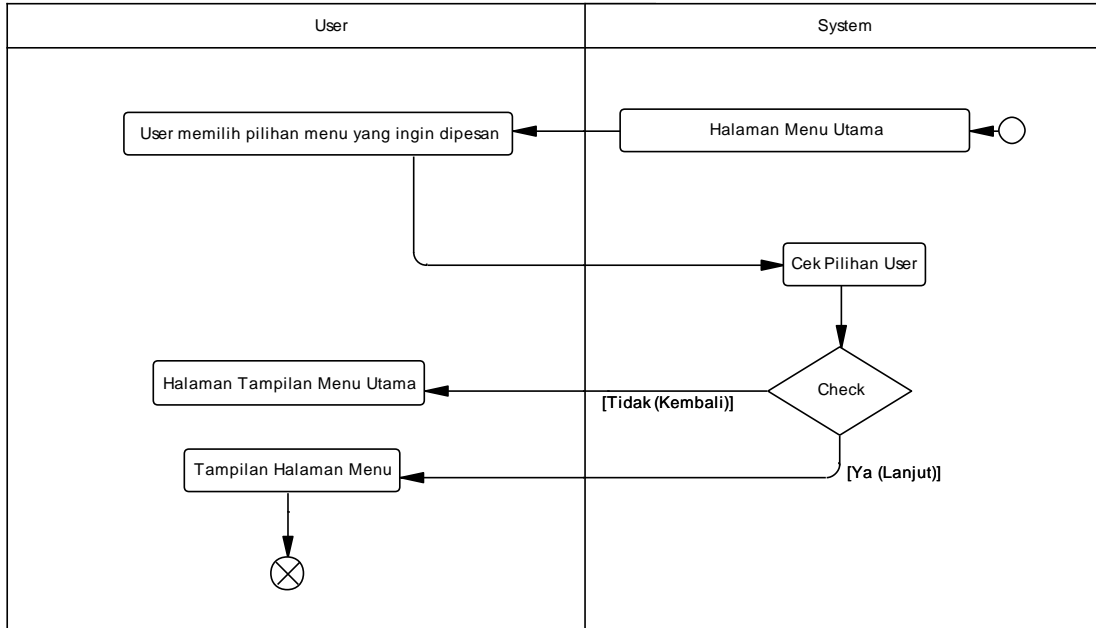 User
System
User memilih pilihan menu yang ingin dipesan
Halaman Menu Utama
Cek Pilihan User
Halaman Tampilan Menu Utama
[Tidak (Kembali)]
Check
Tampilan Halaman Menu
[Ya (Lanjut)]